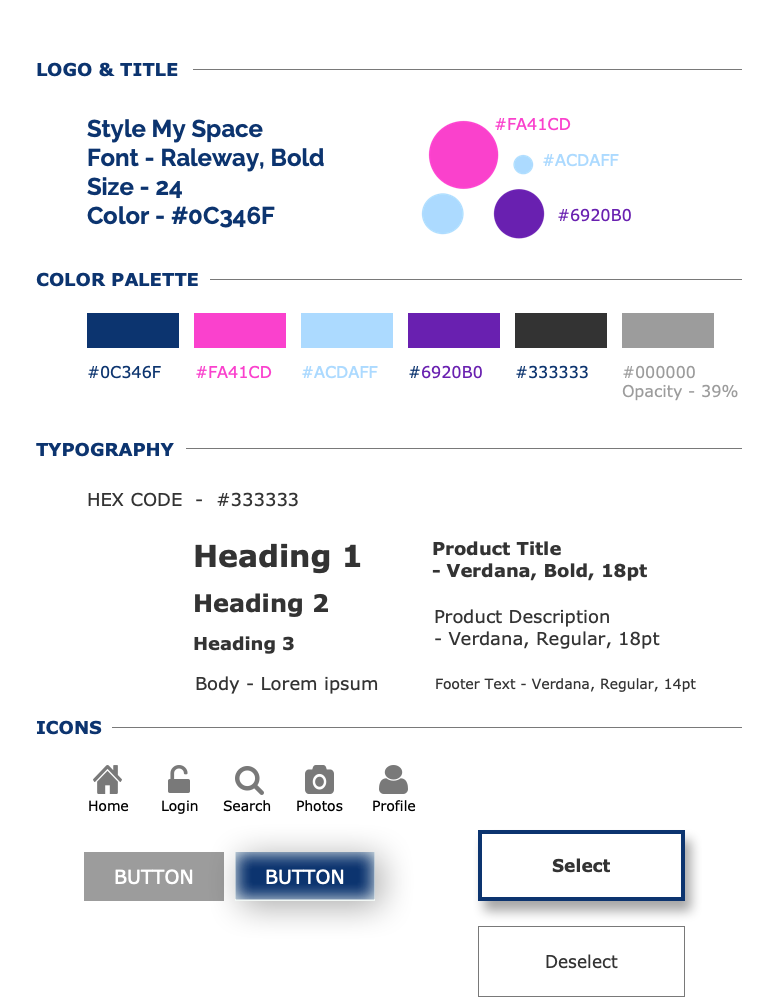 LOGO & TITLE
Style My Space
Font - Raleway, Bold
Size - 24
Color - #0C346F
#FA41CD
#ACDAFF
#6920B0
COLOR PALETTE
#0C346F
#FA41CD
#ACDAFF
#6920B0
#333333
#000000
Opacity - 39%
TYPOGRAPHY
HEX CODE - #333333
Heading 1
Heading 2
Heading 3
Body - Lorem ipsum
Product Title
- Verdana, Bold, 18pt
Product Description
- Verdana, Regular, 18pt
Footer Text - Verdana, Regular, 14pt
ICONS
Home
Login
Search
Photos
Profile
BUTTON
BUTTON
Select
Deselect